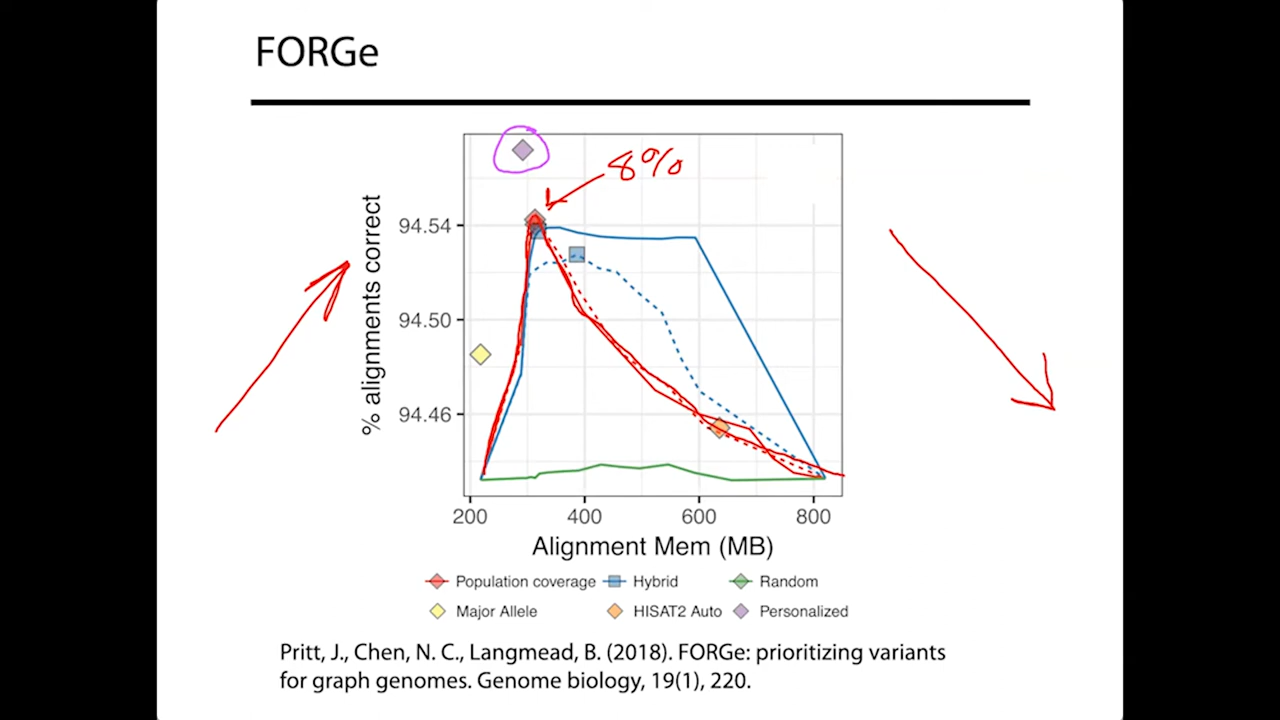 FORGe
8%
% alignments correct
94.54
94.50
94.46
200 400 600 800
Alignment Mem (MB)
Population coverage Hybrid Random
Major Allele HISAT2 Auto Personalized
Pritt, J., Chen, N. C., Langmead, B. (2018). FORGe: prioritizing variants
for graph genomes. Genome biology, 19(1), 220.